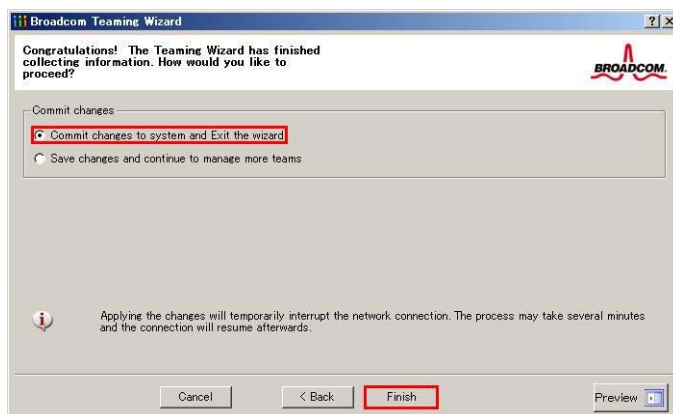 Broadcom Teaming Wizard
Congratulations! The Teaming Wizard has finished
collecting information. How would you like to
proceed?
BROADCOM.
Commit changes
Commit changes to system and Exit the wizard
Save changes and continue to manage more teams
Applying the changes will temporarily interrupt the network connection. The process may take several minutes
and the connection will resume afterwards.
Cancel
< Back
Finish
Preview